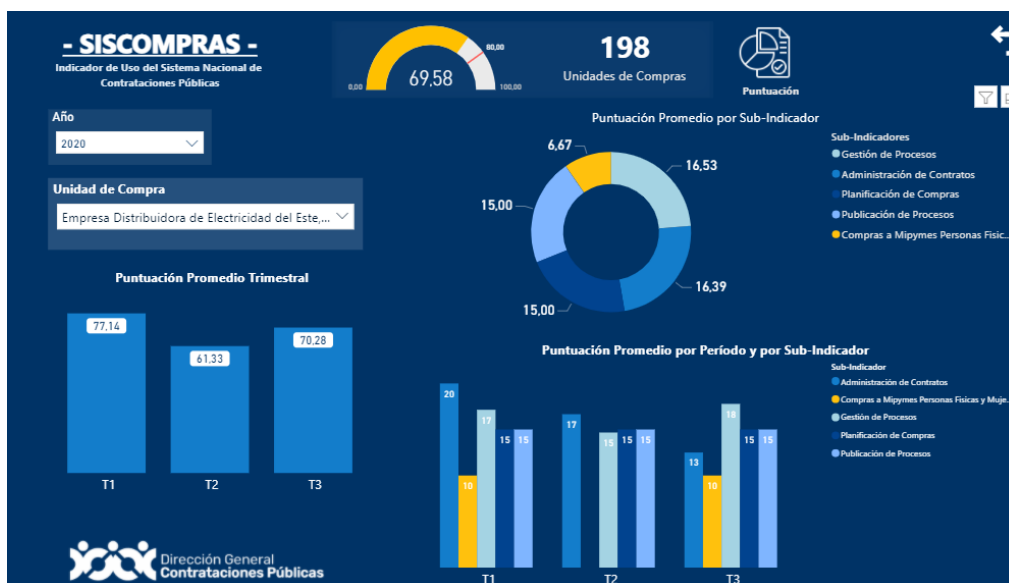 - SISCOMPRAS -
Indicador de Uso del Sistema Nacional de
Contrataciones Públicas
0,00
69,58
80,00
100,00
198
Unidades de Compras
Puntuación
Año
2020
Unidad de Compra
Empresa Distribuidora de Electricidad del Este,...
Puntuación Promedio por Sub-Indicador
6,67
16,53
15,00
16,39
15,00
Sub-Indicadores
Gestión de Procesos
Administración de Contratos
Planificación de Compras
Publicación de Procesos
Compras a Mipymes Personas Fisic...
Puntuación Promedio Trimestral
77,14
61,33
70,28
T1
T2
T3
Puntuación Promedio por Período y por Sub-Indicador
20
10
17
15
15
17
15
15
15
13
10
18
15
15
T1
T2
T3
Sub-Indicador
Administración de Contratos
Compras a Mipymes Personas Fisicas y Muje...
Gestión de Procesos
Planificación de Compras
Publicación de Procesos
Dirección General
Contrataciones Públicas